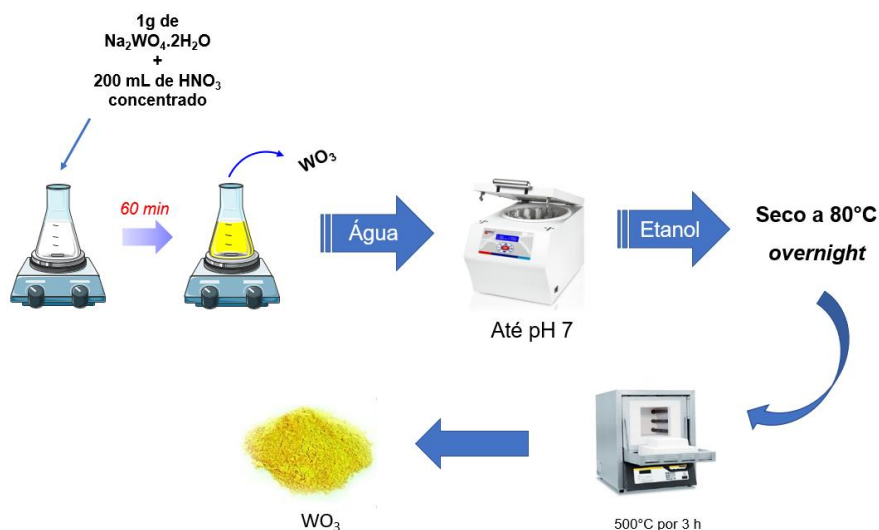 1g de
Na₂WO₄.2H₂O
+
200 mL de HNO₃
concentrado
60 min
WO₃
Água
Até pH 7
Etanol
Seco a 80°C
overnight
500°C por 3 h
WO₃